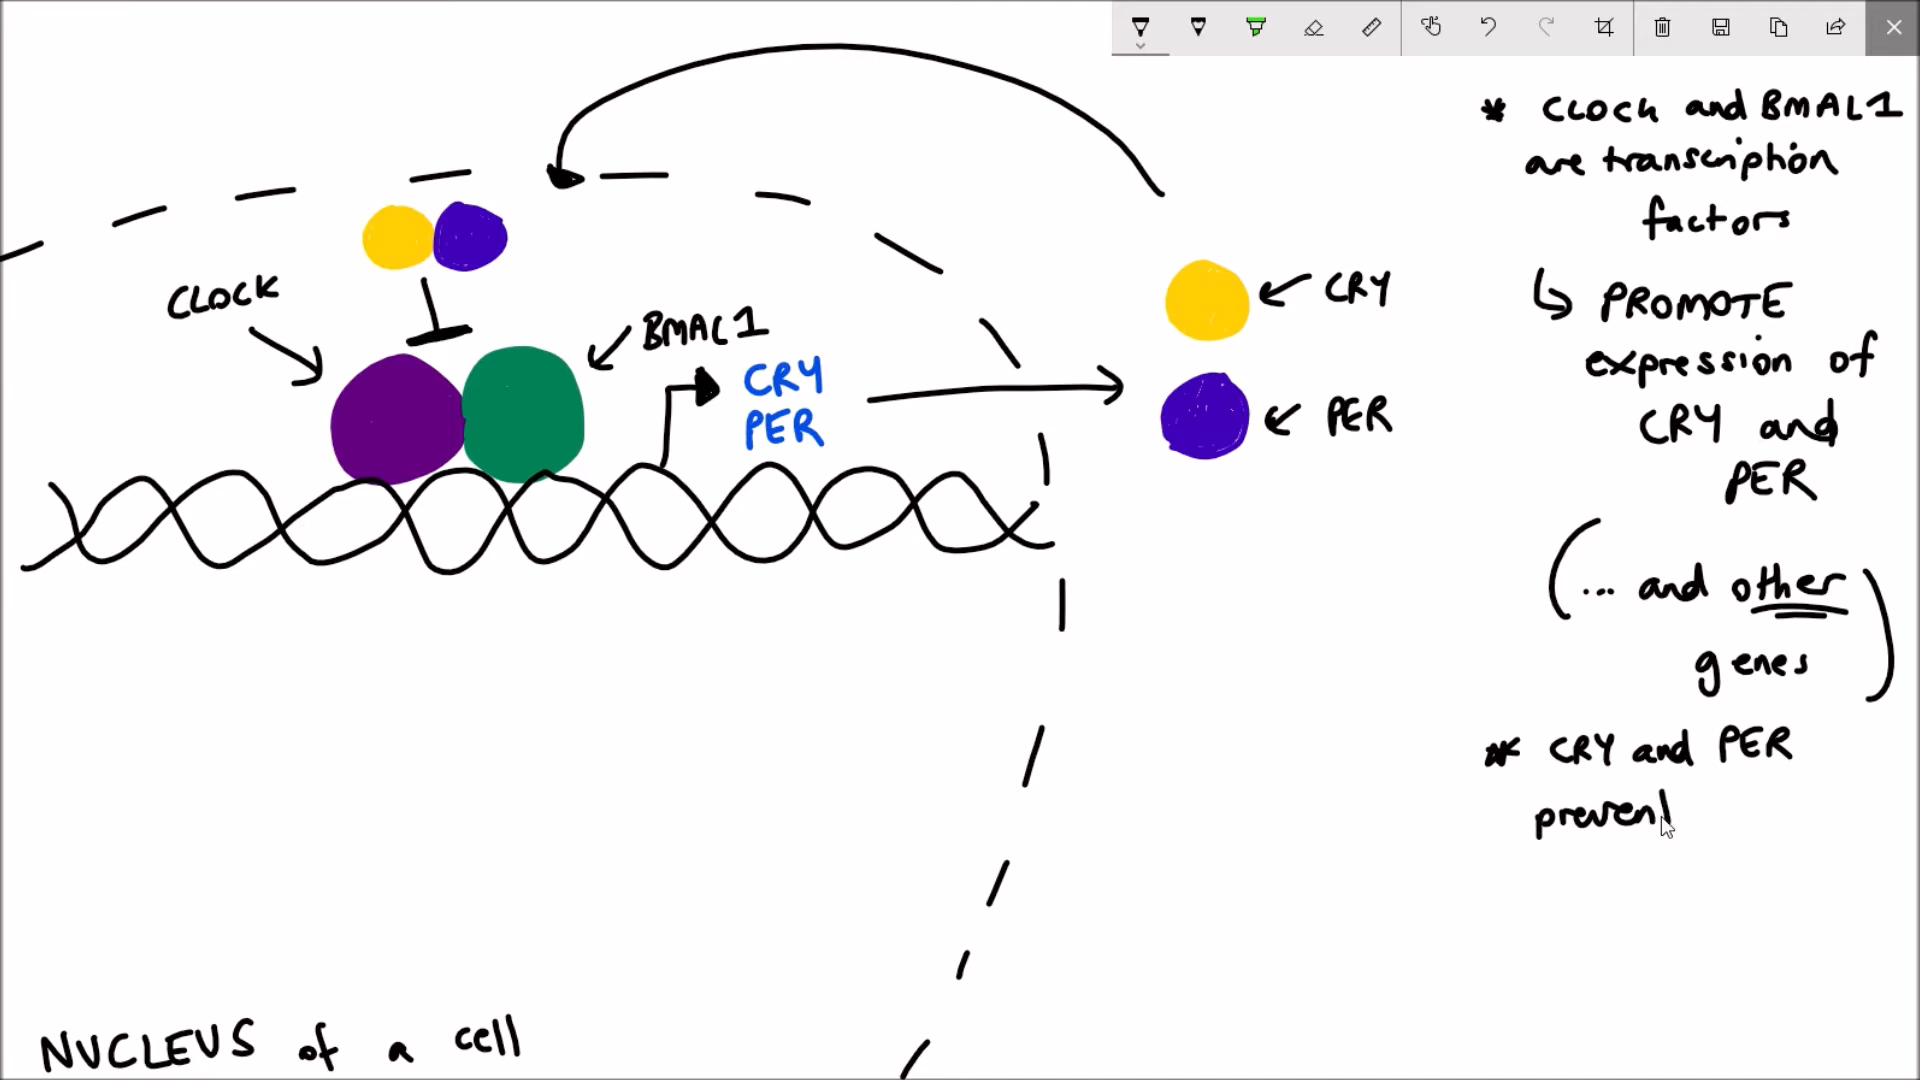 CLOCK
BMAL1
CRY
PER
CRY
PER
NUCLEUS of a cell
* CLOCK and BMAL1
are transcription
factors
↳ PROMOTE
expression of
CRY and
PER
(... and other
genes)
* CRY and PER
preven